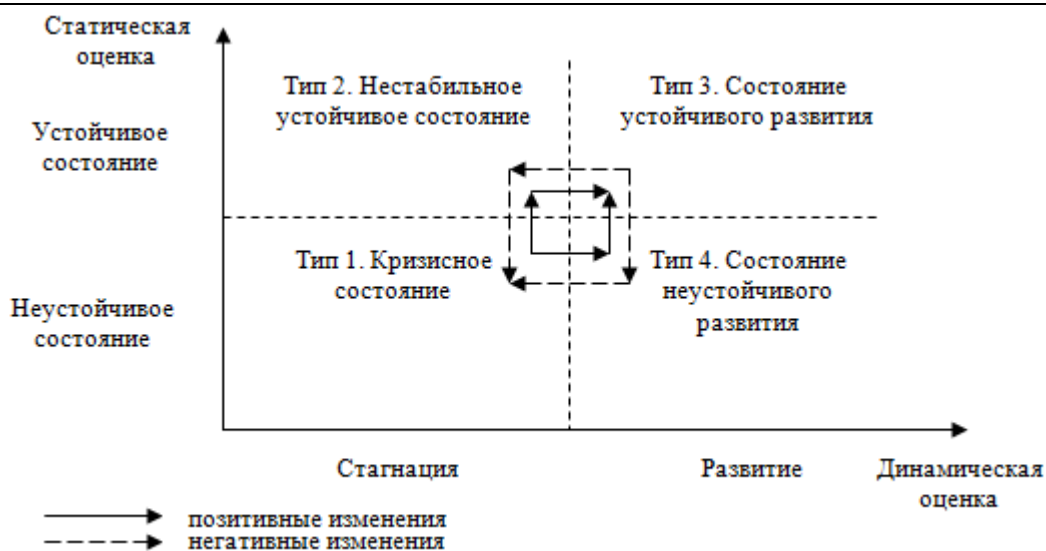 Статическая
оценка
Тип 2. Нестабильное
устойчивое состояние
Тип 3. Состояние
устойчивого развития
Устойчивое
состояние
Тип 1. Кризисное
состояние
Тип 4. Состояние
неустойчивого
развития
Неустойчивое
состояние
Стагнация
Развитие
Динамическая
оценка
позитивные изменения
негативные изменения